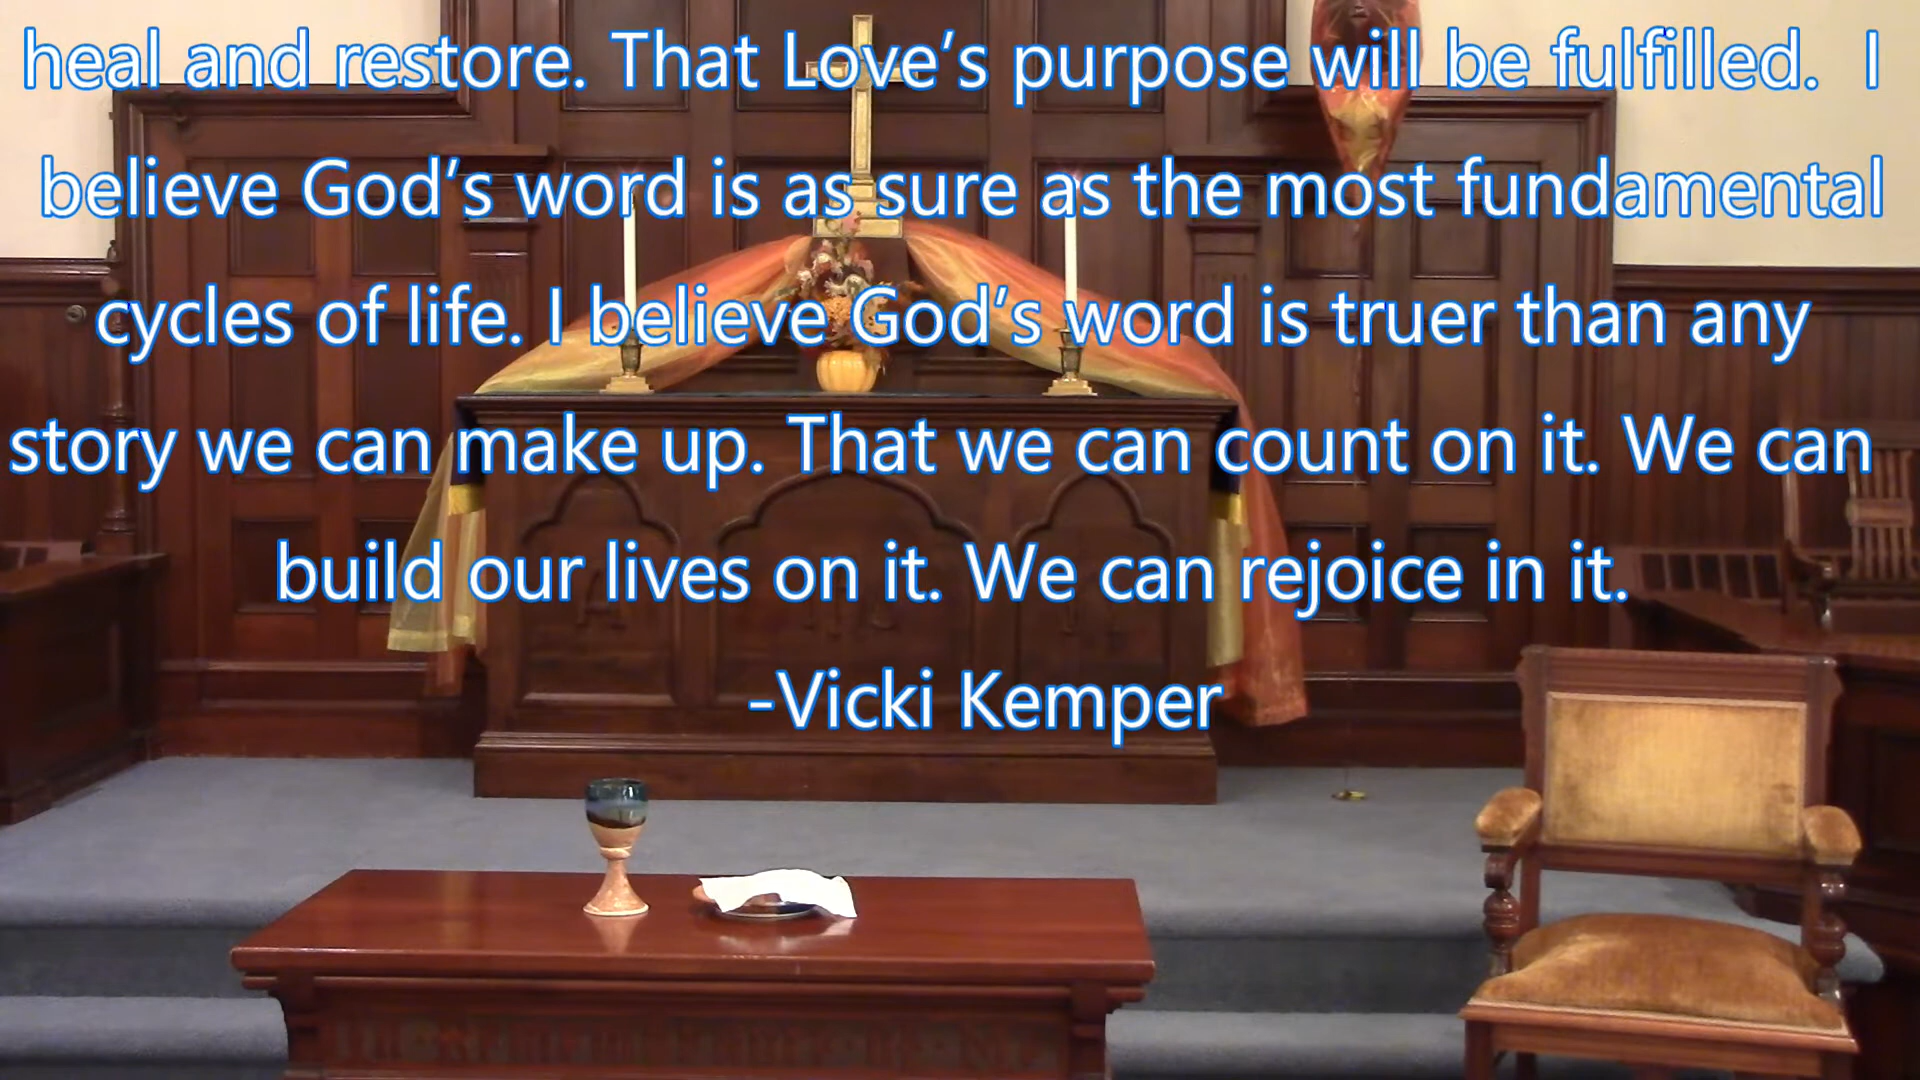 heal and restore. That Love’s purpose will be fulfilled.  I
believe God’s word is as sure as the most fundamental
cycles of life. I believe God’s word is truer than any
story we can make up. That we can count on it. We can
build our lives on it. We can rejoice in it.
-Vicki Kemper